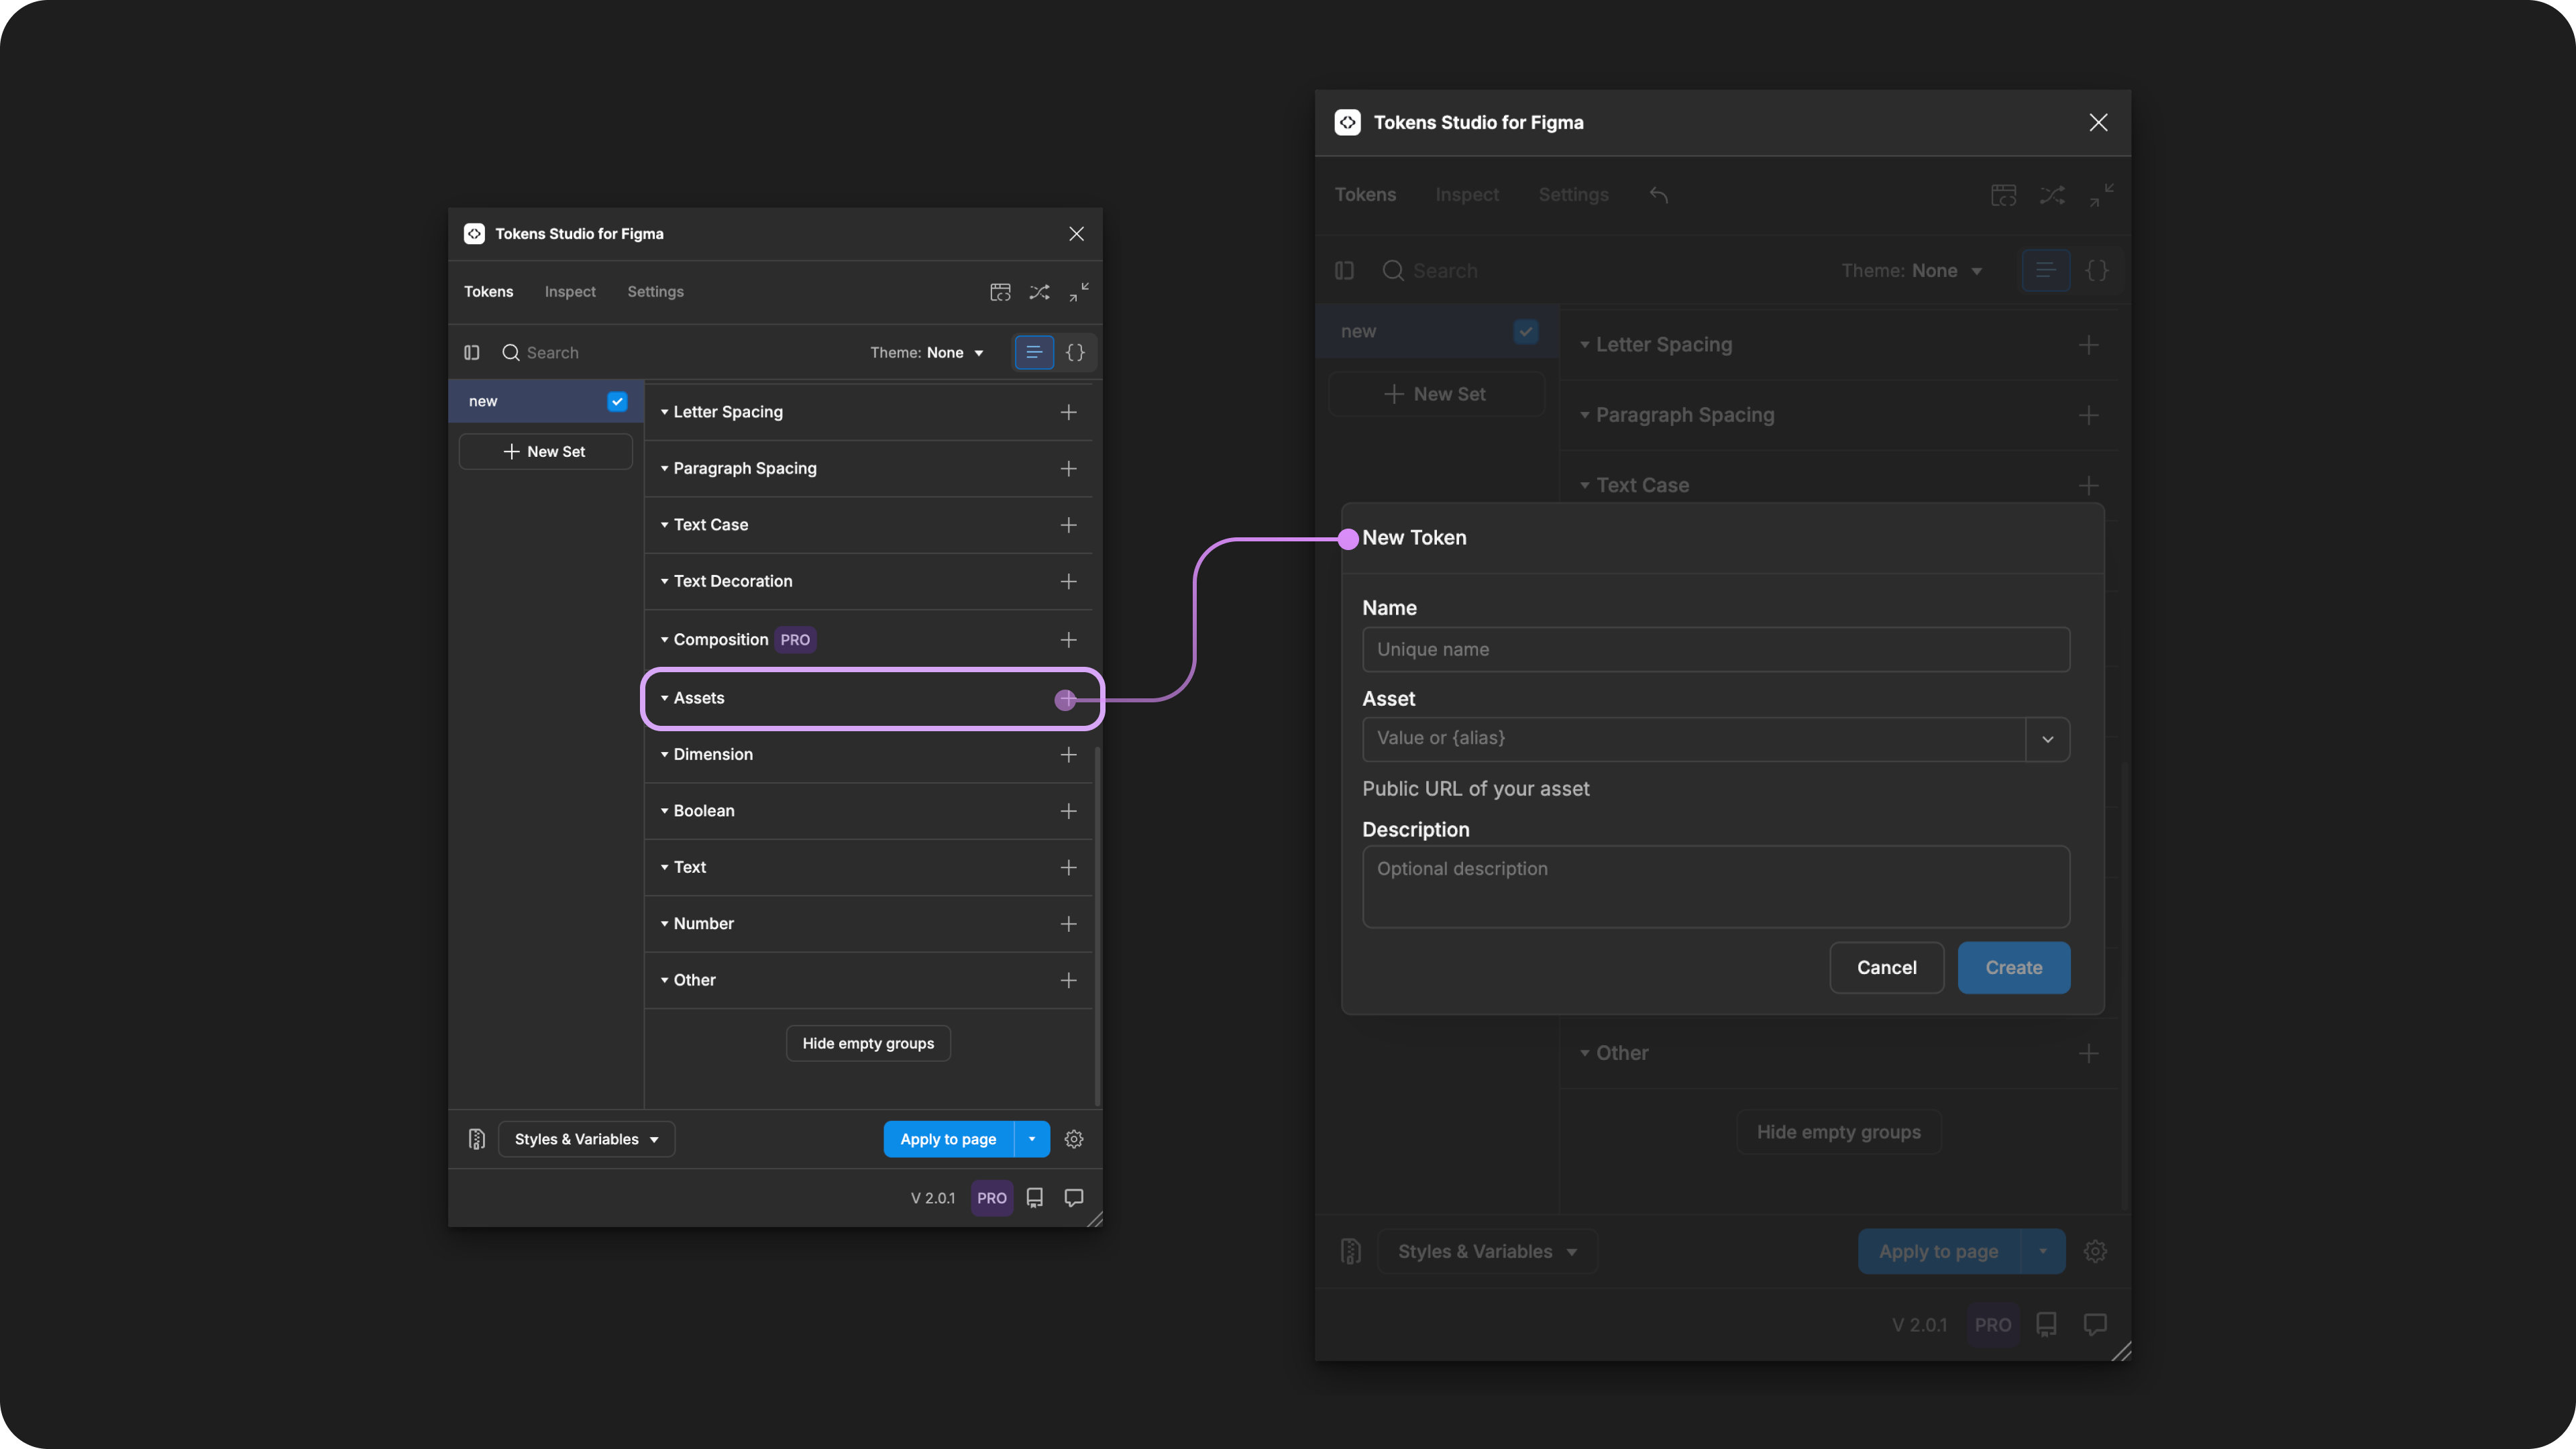 Tokens Studio for Figma
Tokens Inspect Settings
Search Theme: None {}
new
+ New Set
Letter Spacing
Paragraph Spacing
Text Case
Text Decoration
Composition PRO
Assets
Dimension
Boolean
Text
Number
Other
Hide empty groups
Styles & Variables Apply to page
V 2.0.1 PRO
Tokens Studio for Figma
Tokens Inspect Settings
Search Theme: None {}
new
+ New Set
Letter Spacing
Paragraph Spacing
Text Case
New Token
Name
Unique name
Asset
Value or {alias}
Public URL of your asset
Description
Optional description
Cancel Create
Other
Hide empty groups
Styles & Variables Apply to page
V 2.0.1 PRO